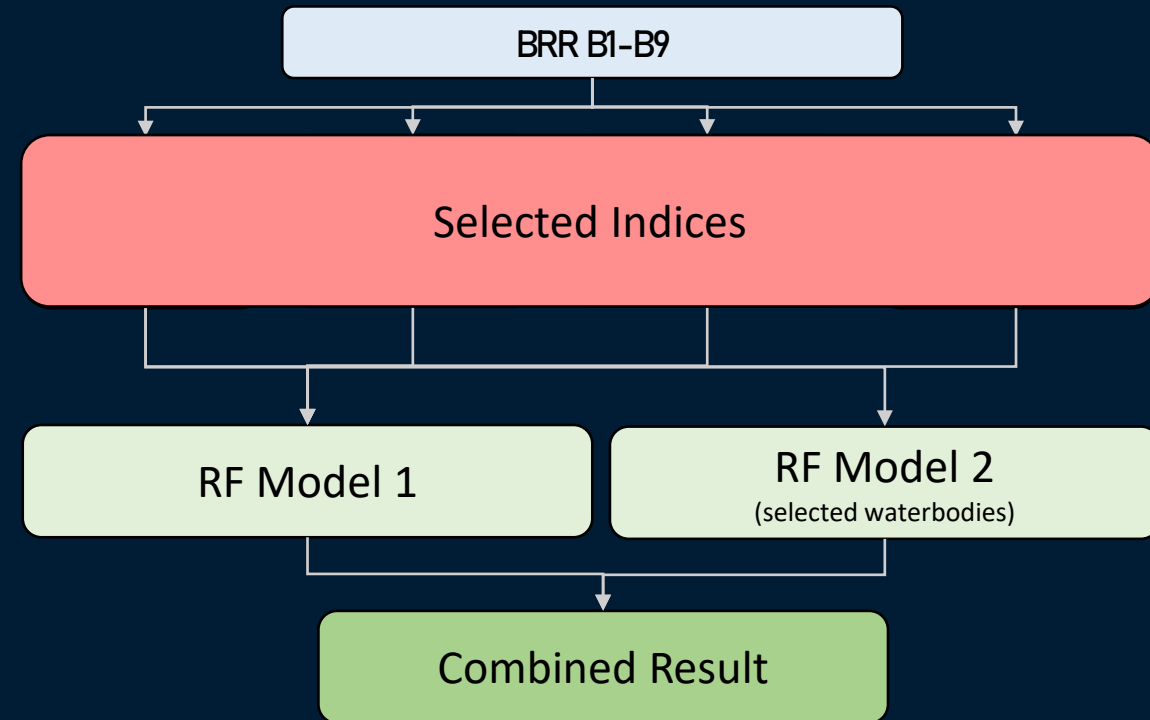 BRR B1-B9
Selected Indices
RF Model 1
RF Model 2
(selected waterbodies)
Combined Result